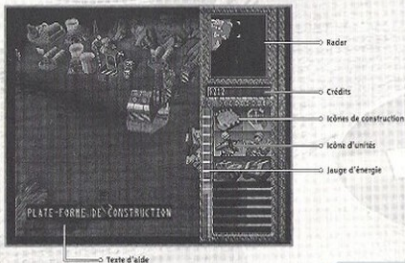 Radar
Crédits
Icônes de construction
Icône d'unités
Jauge d'énergie
PLATE-FORME DE CONSTRUCTION
Texte d'aide